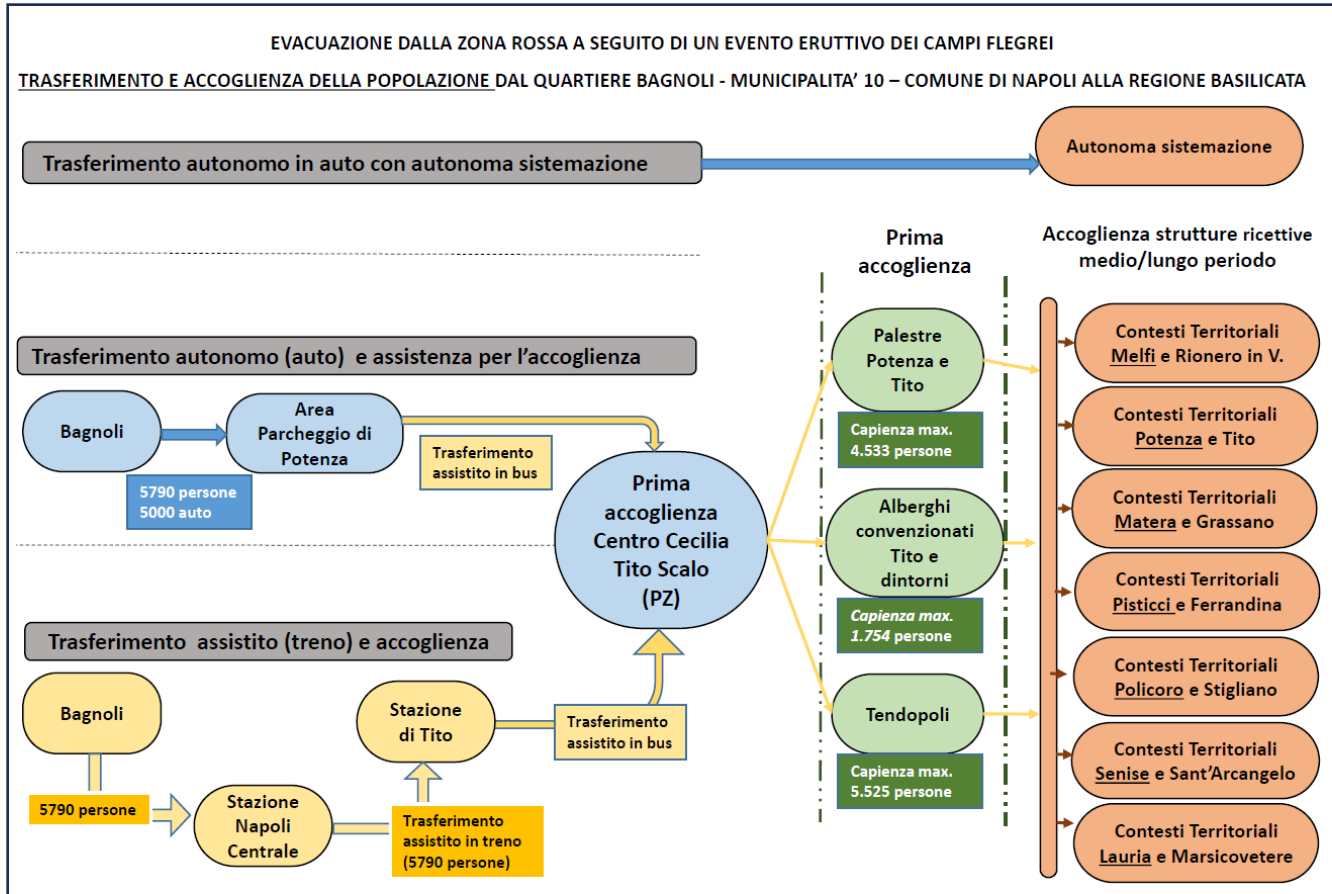 EVACUAZIONE DALLA ZONA ROSSA A SEGUITO DI UN EVENTO ERUTTIVO DEI CAMPI FLEGREI
TRASFERIMENTO E ACCOGLIENZA DELLA POPOLAZIONE DAL QUARTIERE BAGNOLI - MUNICIPALITA' 10 – COMUNE DI NAPOLI ALLA REGIONE BASILICATA
Trasferimento autonomo in auto con autonoma sistemazione
Autonoma sistemazione
Prima
accoglienza
Accoglienza strutture ricettive
medio/lungo periodo
Trasferimento autonomo (auto) e assistenza per l'accoglienza
Bagnoli
5790 persone
5000 auto
Area
Parcheggio di
Potenza
Trasferimento
assistito in bus
Prima
accoglienza
Centro Cecilia
Tito Scalo
(PZ)
Trasferimento assistito (treno) e accoglienza
Bagnoli
5790 persone
Stazione
Napoli
Centrale
Stazione
di Tito
Trasferimento
assistito in treno
(5790 persone)
Trasferimento
assistito in bus
Palestre
Potenza e
Tito
Capienza max.
4.533 persone
Alberghi
convenzionati
Tito e
dintorni
Capienza max.
1.754 persone
Tendopoli
Capienza max.
5.525 persone
Contesti Territoriali
Melfi e Rionero in V.
Contesti Territoriali
Potenza e Tito
Contesti Territoriali
Matera e Grassano
Contesti Territoriali
Pisticci e Ferrandina
Contesti Territoriali
Policoro e Stigliano
Contesti Territoriali
Senise e Sant'Arcangelo
Contesti Territoriali
Lauria e Marsicovetere